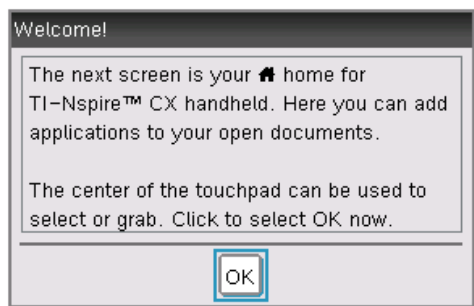 Welcome!
The next screen is your home for
TI-Nspire™ CX handheld. Here you can add
applications to your open documents.
The center of the touchpad can be used to
select or grab. Click to select OK now.
OK